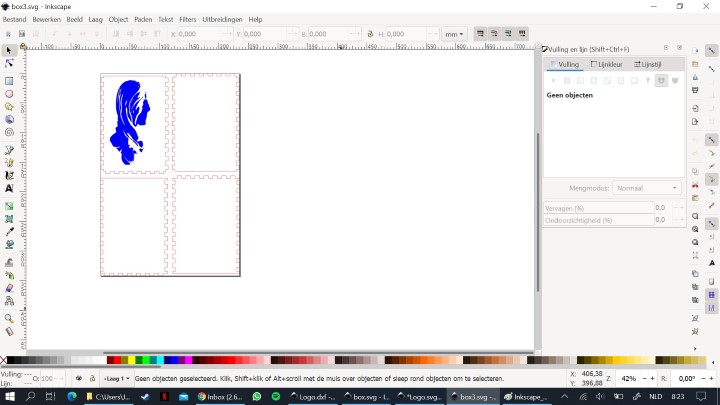 box3.svg - Inkscape
Bestand Bewerken Beeld Laag Object Paden Tekst Filters Uitbreidingen Help
X: 0,000 Y: 0,000 B: 0,000 H: 0,000 mm
Vulling en lijn (Shift+Ctrl+F)
Vulling Lijnkleur Lijnstijl
Geen objecten
Mengmodus: Normaal
Vervagen (%) 0,0
Ondoorzichtigheid (%) 0,0
Vulling: ---
Lijn: ---
O: 100
Laag 1
Geen objecten geselecteerd. Klik, Shift+klik of Alt+scroll met de muis over objecten of sleep rond objecten om te selecteren.
X: 406,38
Y: 396,88
Z: 42% R: 0,00°
C:\Users\J... Inbox (2.6... Logo.dxf -... box.svg - I... *Logo.svg... box3.svg -... Inkscape_... NLD 8:23